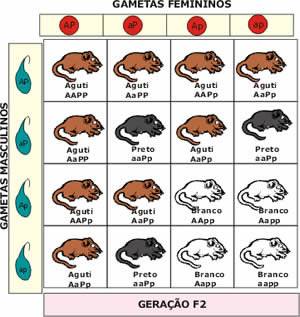 GAMETAS FEMININOS
AP aP Ap ap
GAMETAS MASCULINOS
AP
Aguti Aguti Aguti Aguti
AAPP AaPP AAPp AaPp
aP
Aguti Preto Aguti Preto
AaPP aaPp AaPp aaPp
Ap
Aguti Aguti Branco Branco
AAPp AaPp AApp Aapp
ap
Aguti Preto Branco Branco
AaPp aaPp Aapp aapp
GERAÇÃO F2